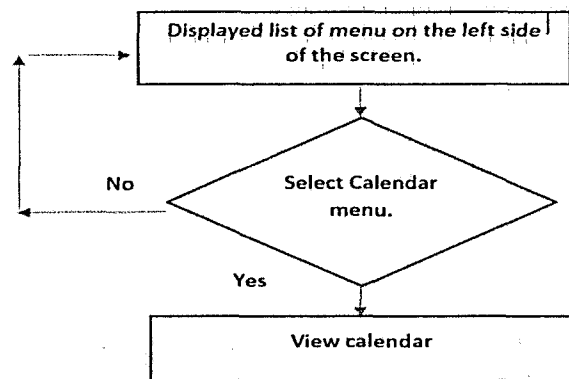 Displayed list of menu on the left side
of the screen.
Select Calendar
menu.
No
Yes
View calendar